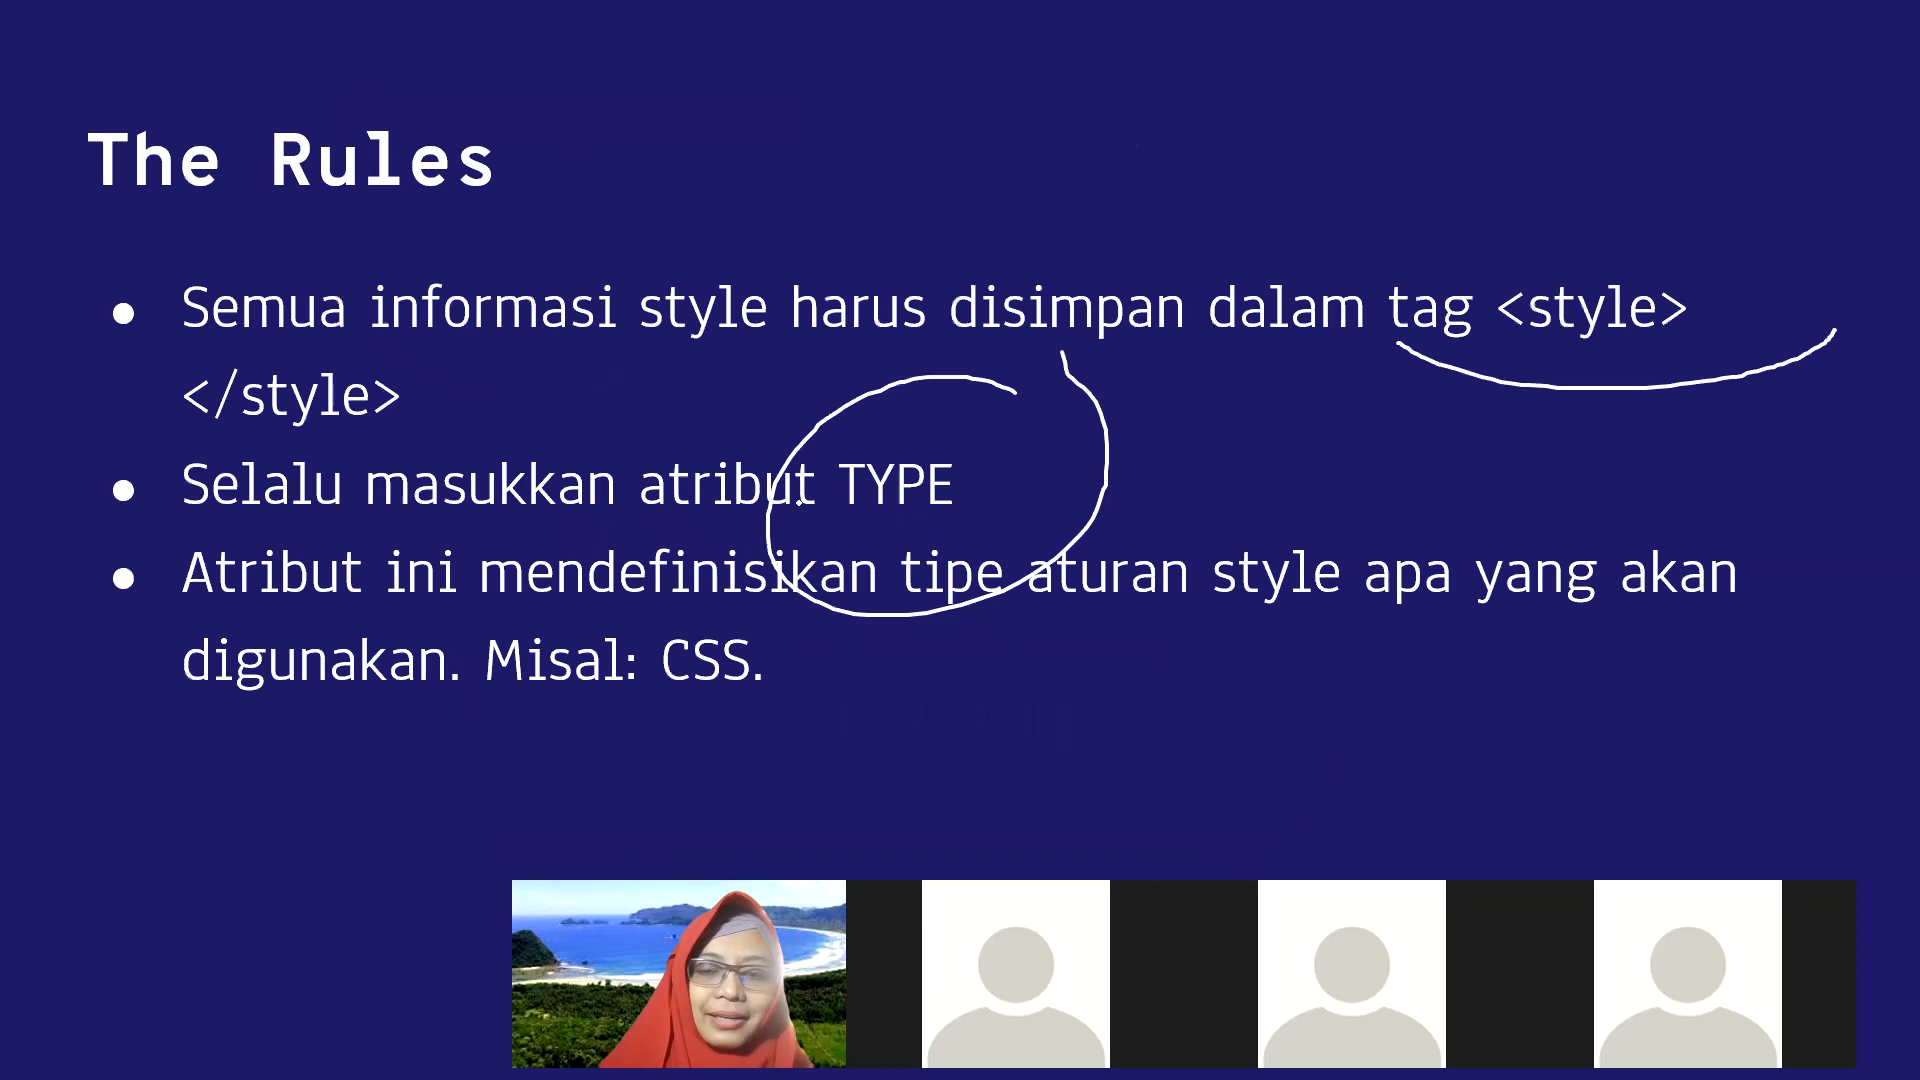 The Rules
● Semua informasi style harus disimpan dalam tag <style>
</style>
● Selalu masukkan atribut TYPE
● Atribut ini mendefinisikan tipe aturan style apa yang akan
digunakan. Misal: CSS.